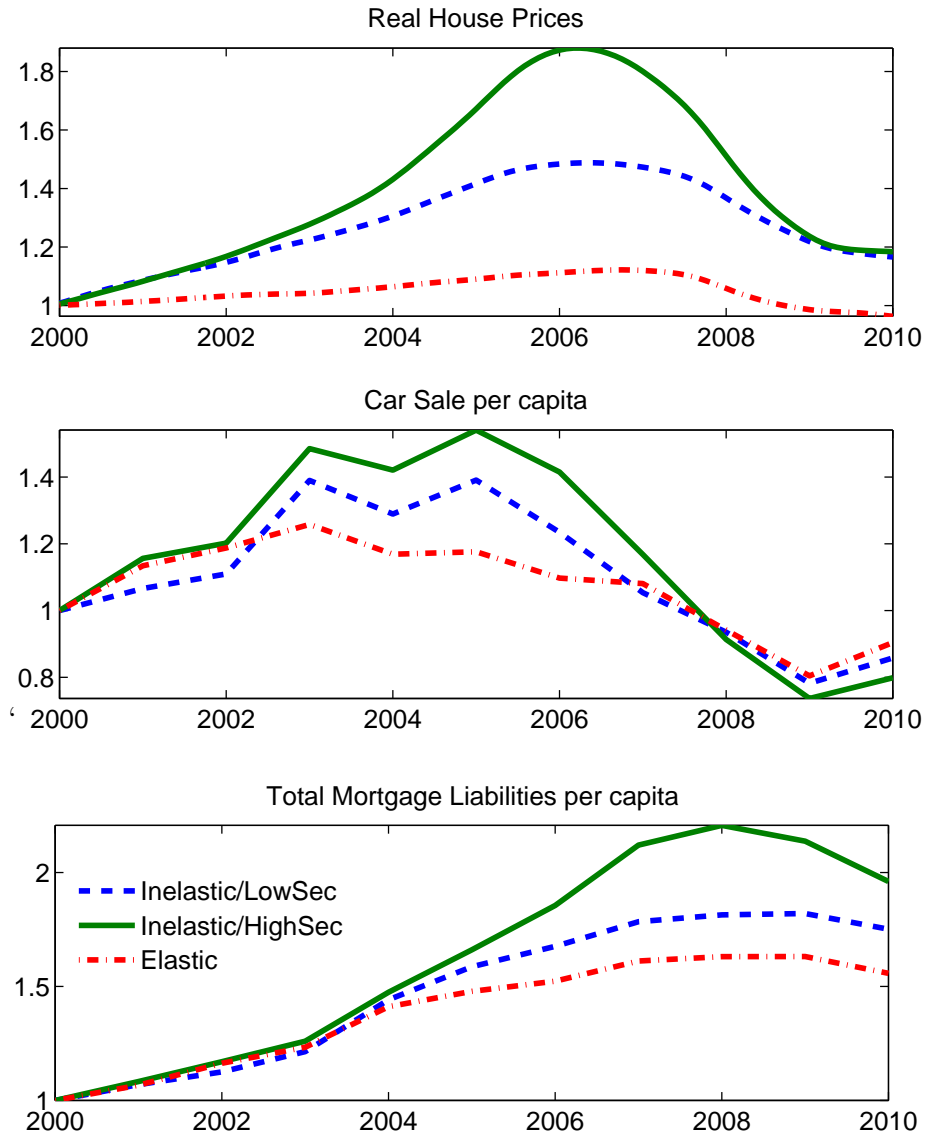 Real House Prices
1.8
1.6
1.4
1.2
1
2000 2002 2004 2006 2008 2010
Car Sale per capita
1.4
1.2
1
0.8
‘
2000 2002 2004 2006 2008 2010
Total Mortgage Liabilities per capita
2
Inelastic/LowSec
Inelastic/HighSec
Elastic
1.5
1
2000 2002 2004 2006 2008 2010